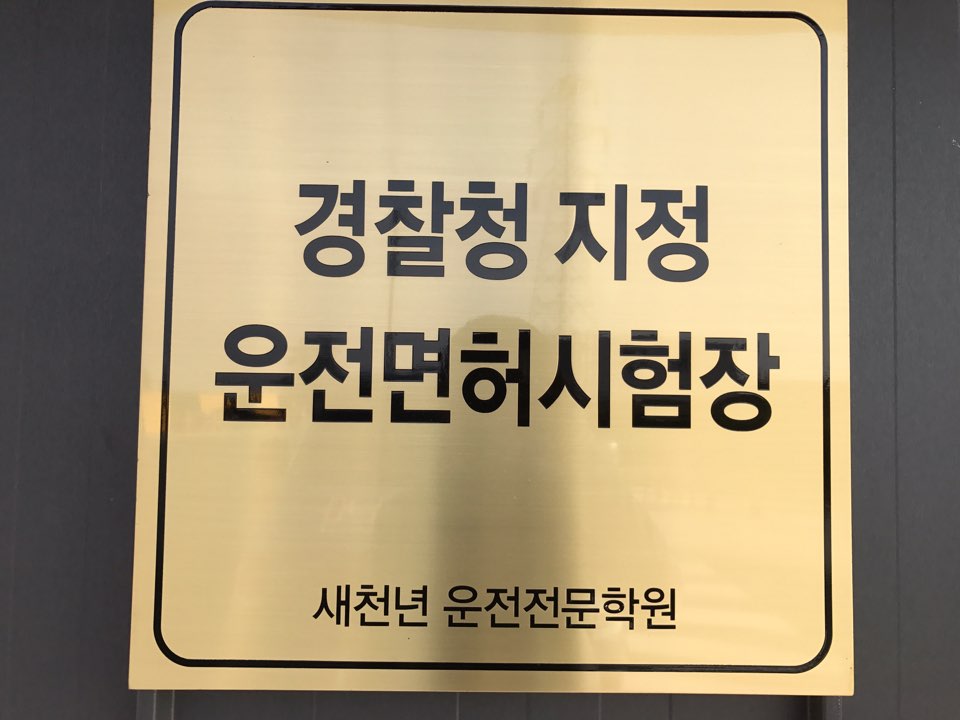 경찰청 지정
운전면허시험장
새천년 운전전문학원